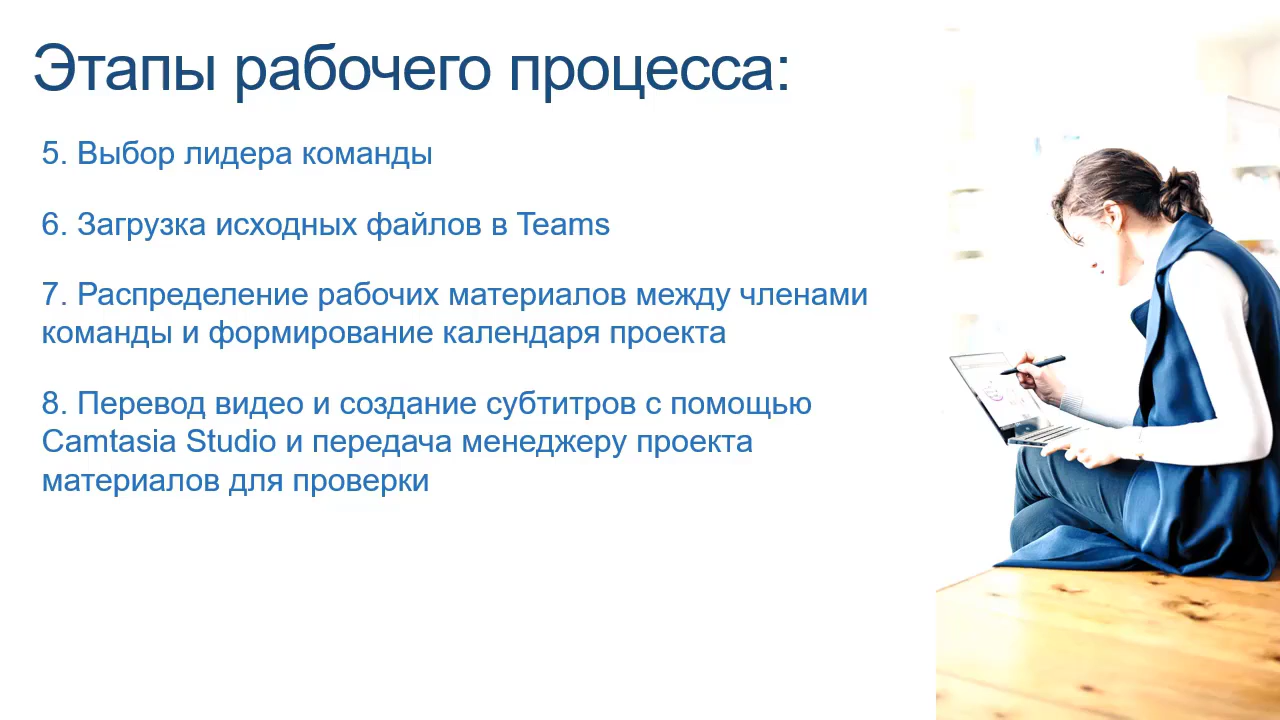 Этапы рабочего процесса:
5. Выбор лидера команды
6. Загрузка исходных файлов в Teams
7. Распределение рабочих материалов между членами
команды и формирование календаря проекта
8. Перевод видео и создание субтитров с помощью
Camtasia Studio и передача менеджеру проекта
материалов для проверки